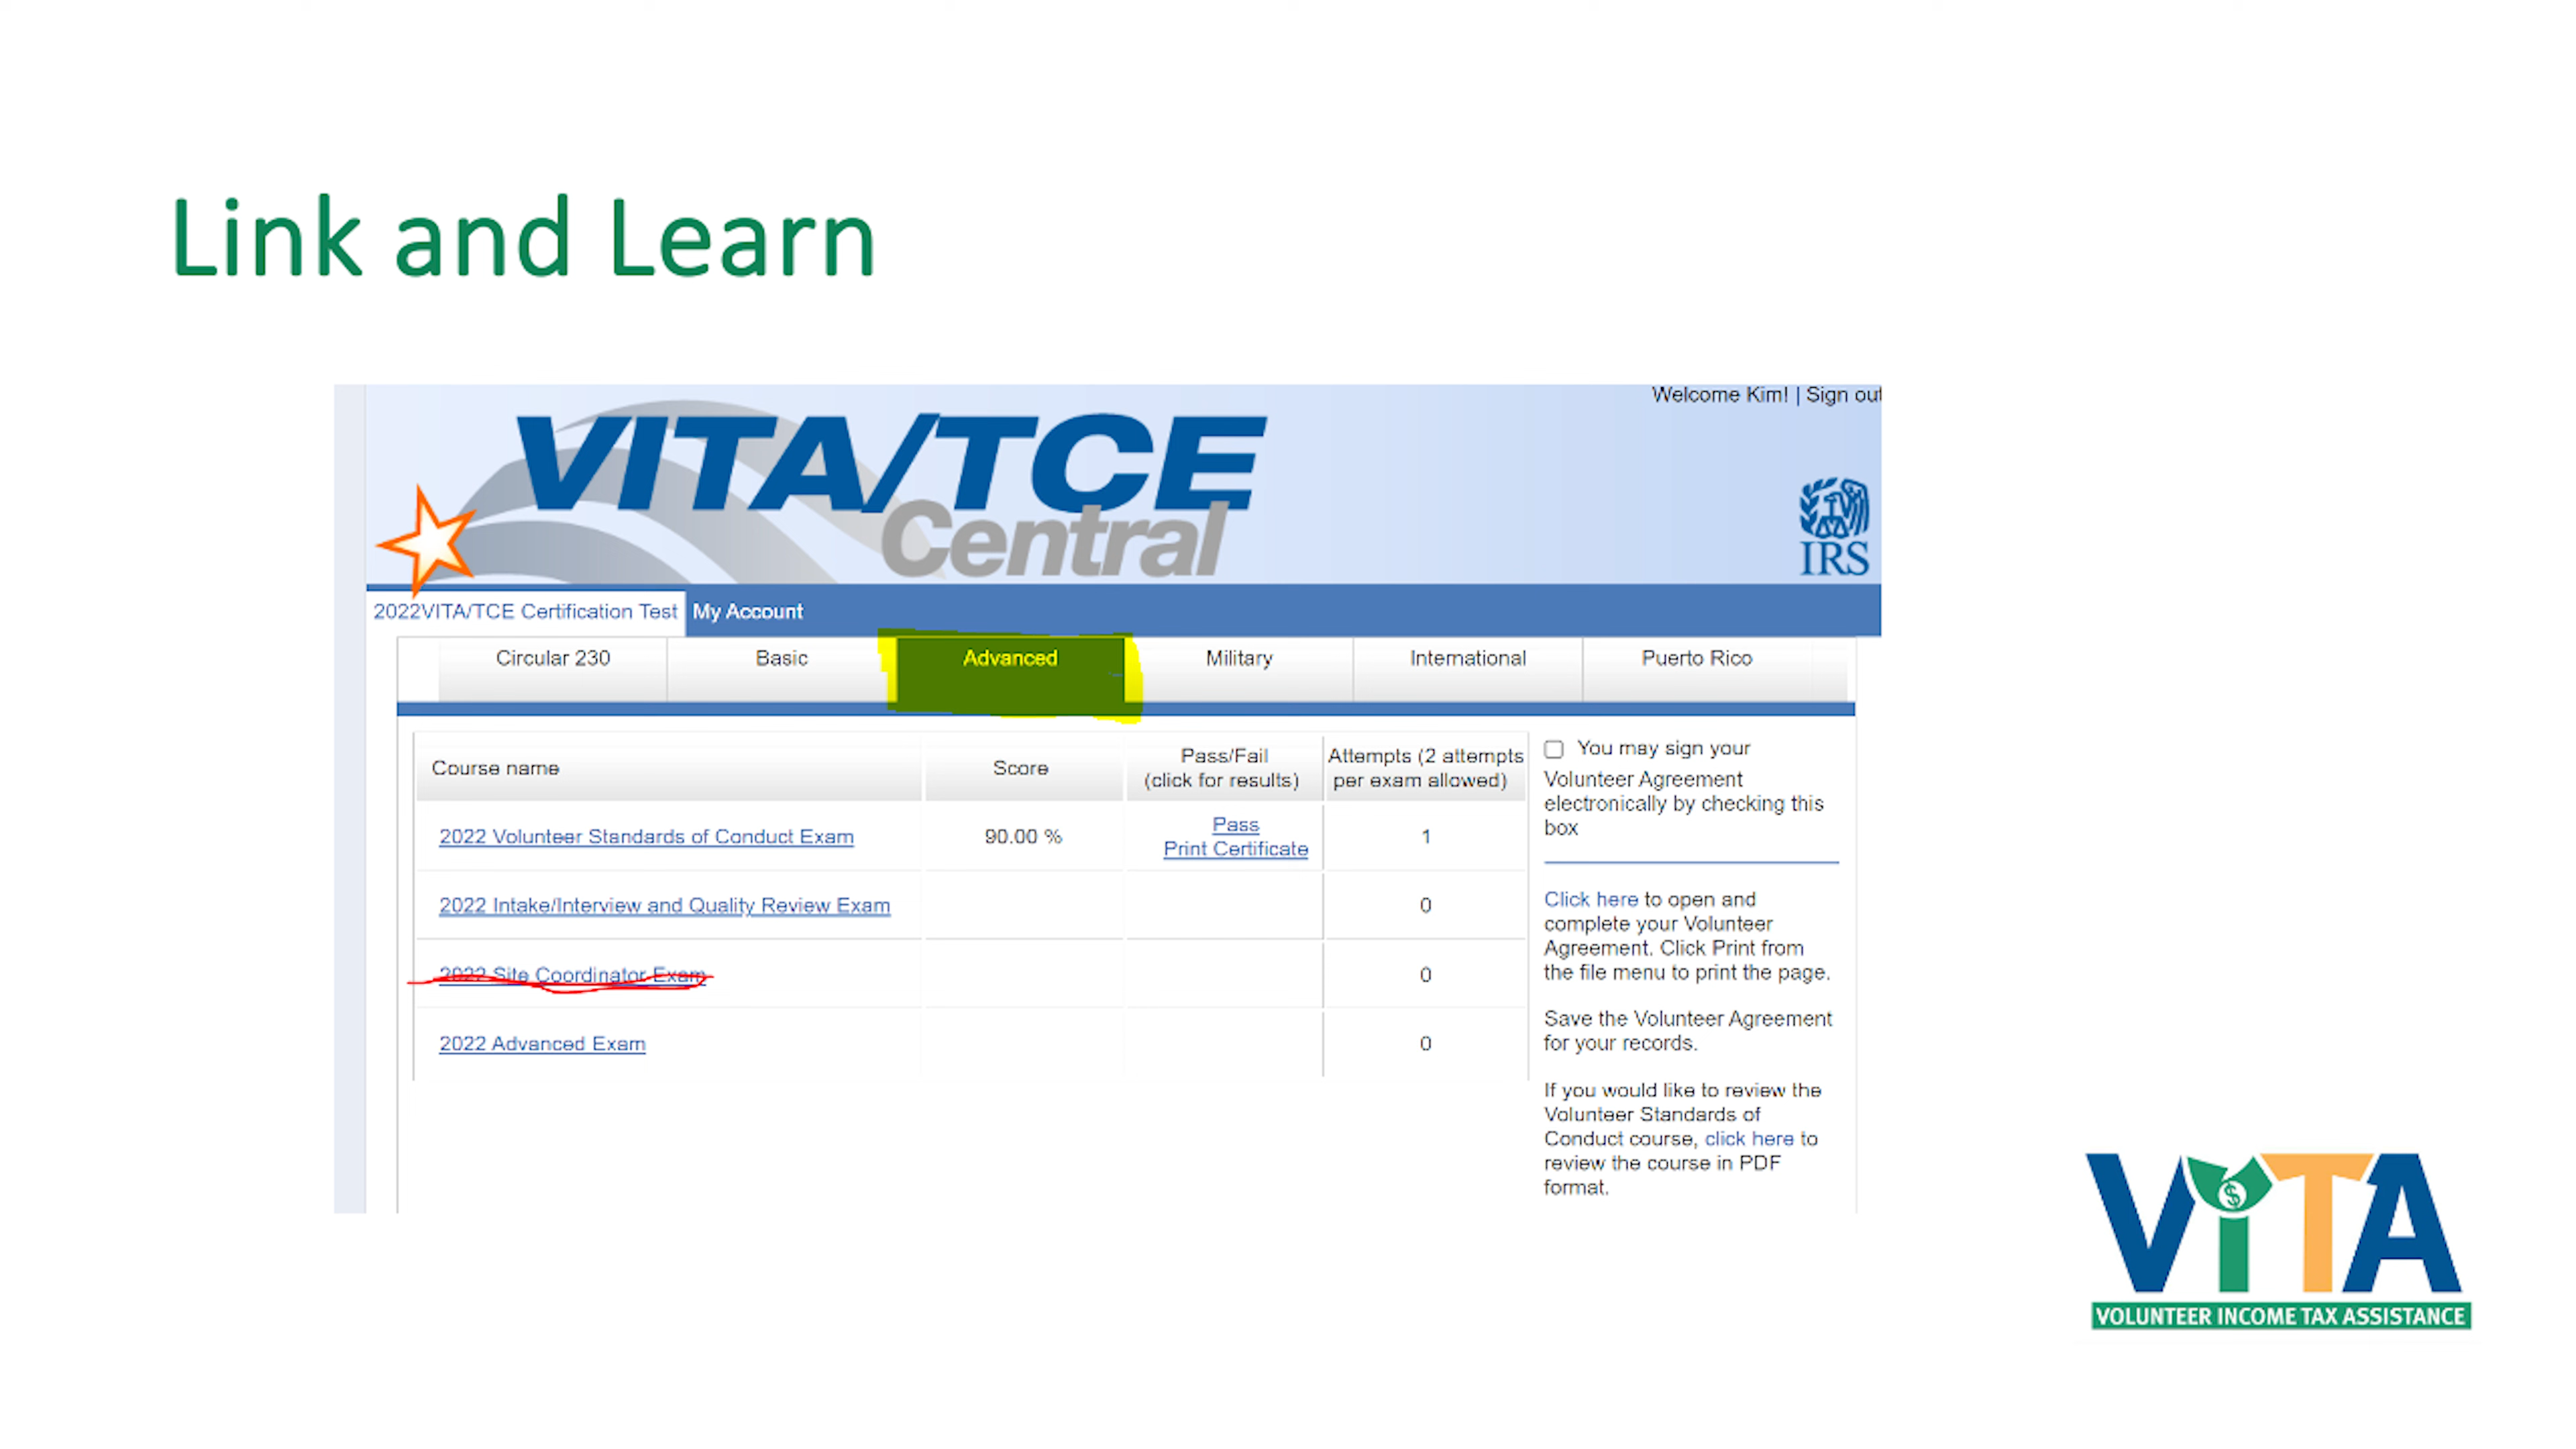 Link and Learn
Welcome Kim! | Sign out
VITA/TCE
Central
IRS
2022VITA/TCE Certification Test My Account
Circular 230 Basic Advanced Military International Puerto Rico
Course name Score Pass/Fail (click for results) Attempts (2 attempts per exam allowed)
2022 Volunteer Standards of Conduct Exam 90.00 % Pass Print Certificate 1
2022 Intake/Interview and Quality Review Exam 0
2022 Site Coordinator Exam 0
2022 Advanced Exam 0
You may sign your
Volunteer Agreement
electronically by checking this
box
Click here to open and
complete your Volunteer
Agreement. Click Print from
the file menu to print the page.
Save the Volunteer Agreement
for your records.
If you would like to review the
Volunteer Standards of
Conduct course, click here to
review the course in PDF
format.
VITA
$
VOLUNTEER INCOME TAX ASSISTANCE